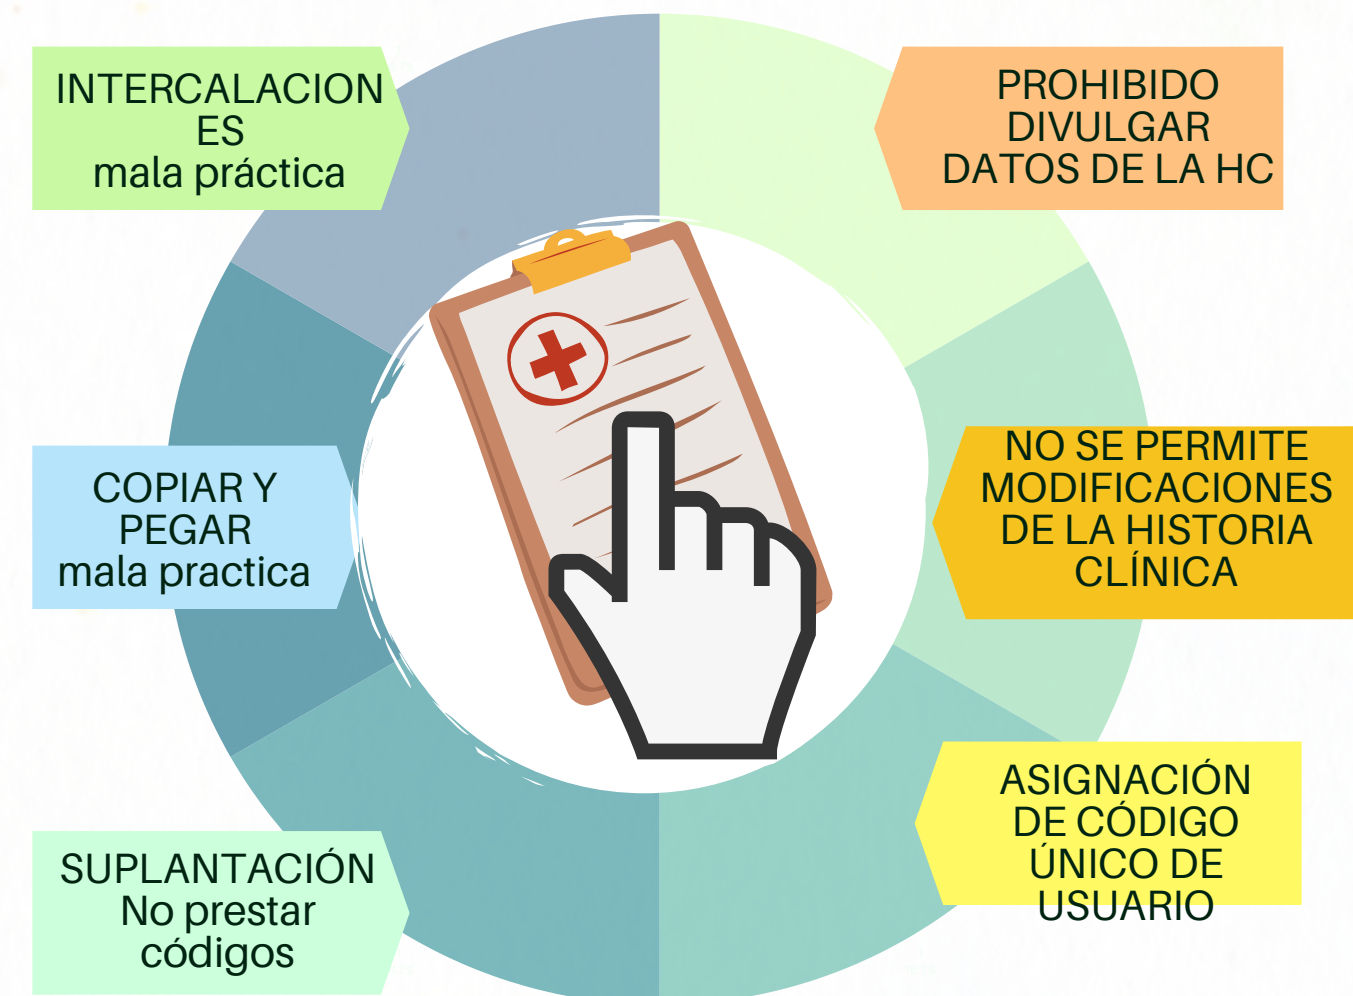 INTERCALACION
ES
mala práctica
PROHIBIDO
DIVULGAR
DATOS DE LA HC
COPIAR Y
PEGAR
mala practica
NO SE PERMITE
MODIFICACIONES
DE LA HISTORIA
CLÍNICA
SUPLANTACIÓN
No prestar
códigos
ASIGNACIÓN
DE CÓDIGO
ÚNICO DE
USUARIO